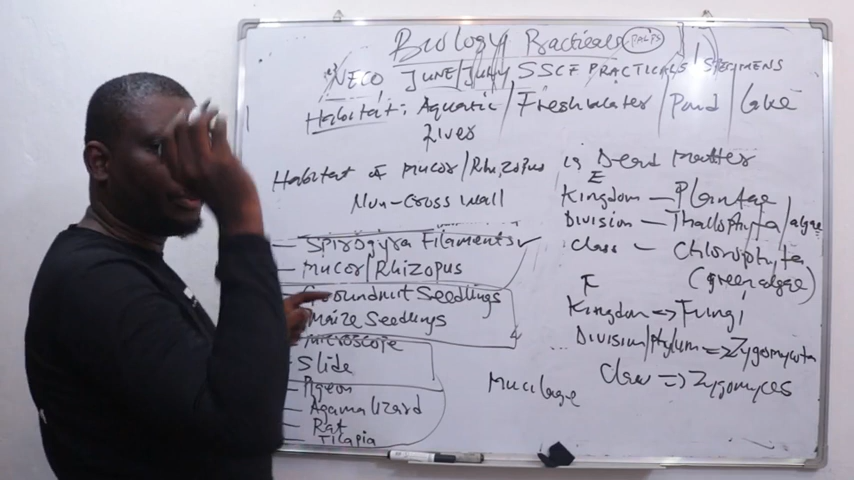 Biology Practicals PALPS
NECO JUNE/JULY SSCE PRACTICALS SPECIMENS
Habitat: Aquatic/Freshwater/Pond/Lake
River
Habitat of Mucor/Rhizopus is Dead Matter
Non-Cross wall
E
Kingdom — Plantae
Division — Thallophyta/algae
Class — Chlorophyta
(green algae)
— Spirogyra Filaments
— Mucor/Rhizopus
Groundnut Seedlings
Maize Seedlings
Microscope
— Slide
— Pigeon
— Agama lizard
— Rat
— Tilapia
F
Kingdom => Fungi
Division/Phylum => Zygomycota
Class => Zygomyces
Mucilage